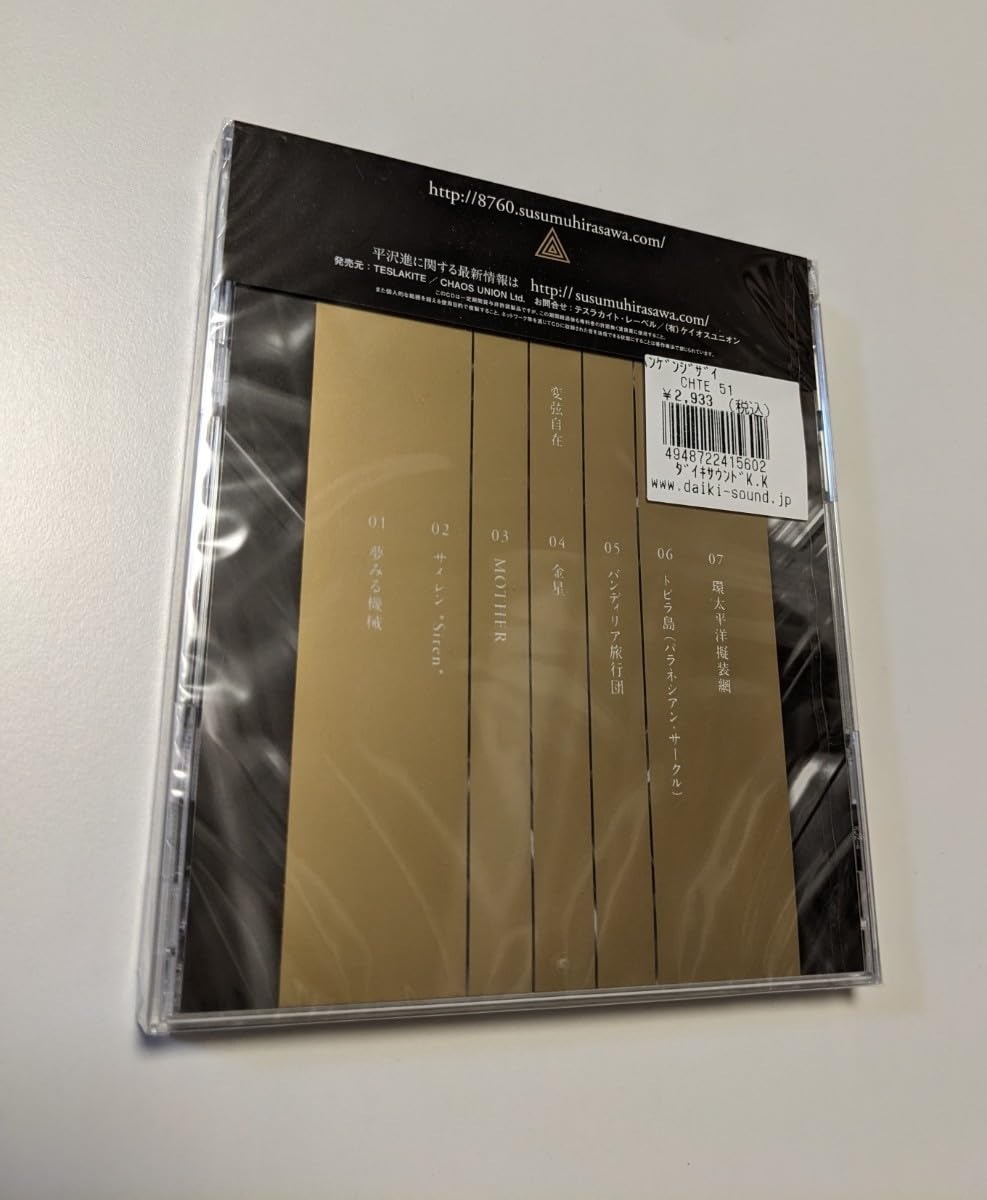 http://8760.susumuhirasawa.com/
平沢進に関する最新情報は http://susumuhirasawa.com/
発売元：TESLAKITE／CHAOS UNION Ltd. お問合せ：テスラカイト・レーベル／(有)ケイオスユニオン
ンゲンジザイ
CHTE 51
¥2,933 (税込)
4948722415602
ダイキサウンドK.K
www.daiki-sound.jp
変弦自在
01 夢みる機械
02 サイレン "Siren"
03 MOTHER
04 金星
05 バンディリア旅行団
06 トビラ島(パラネシアン・サークル)
07 環太平洋擬装網